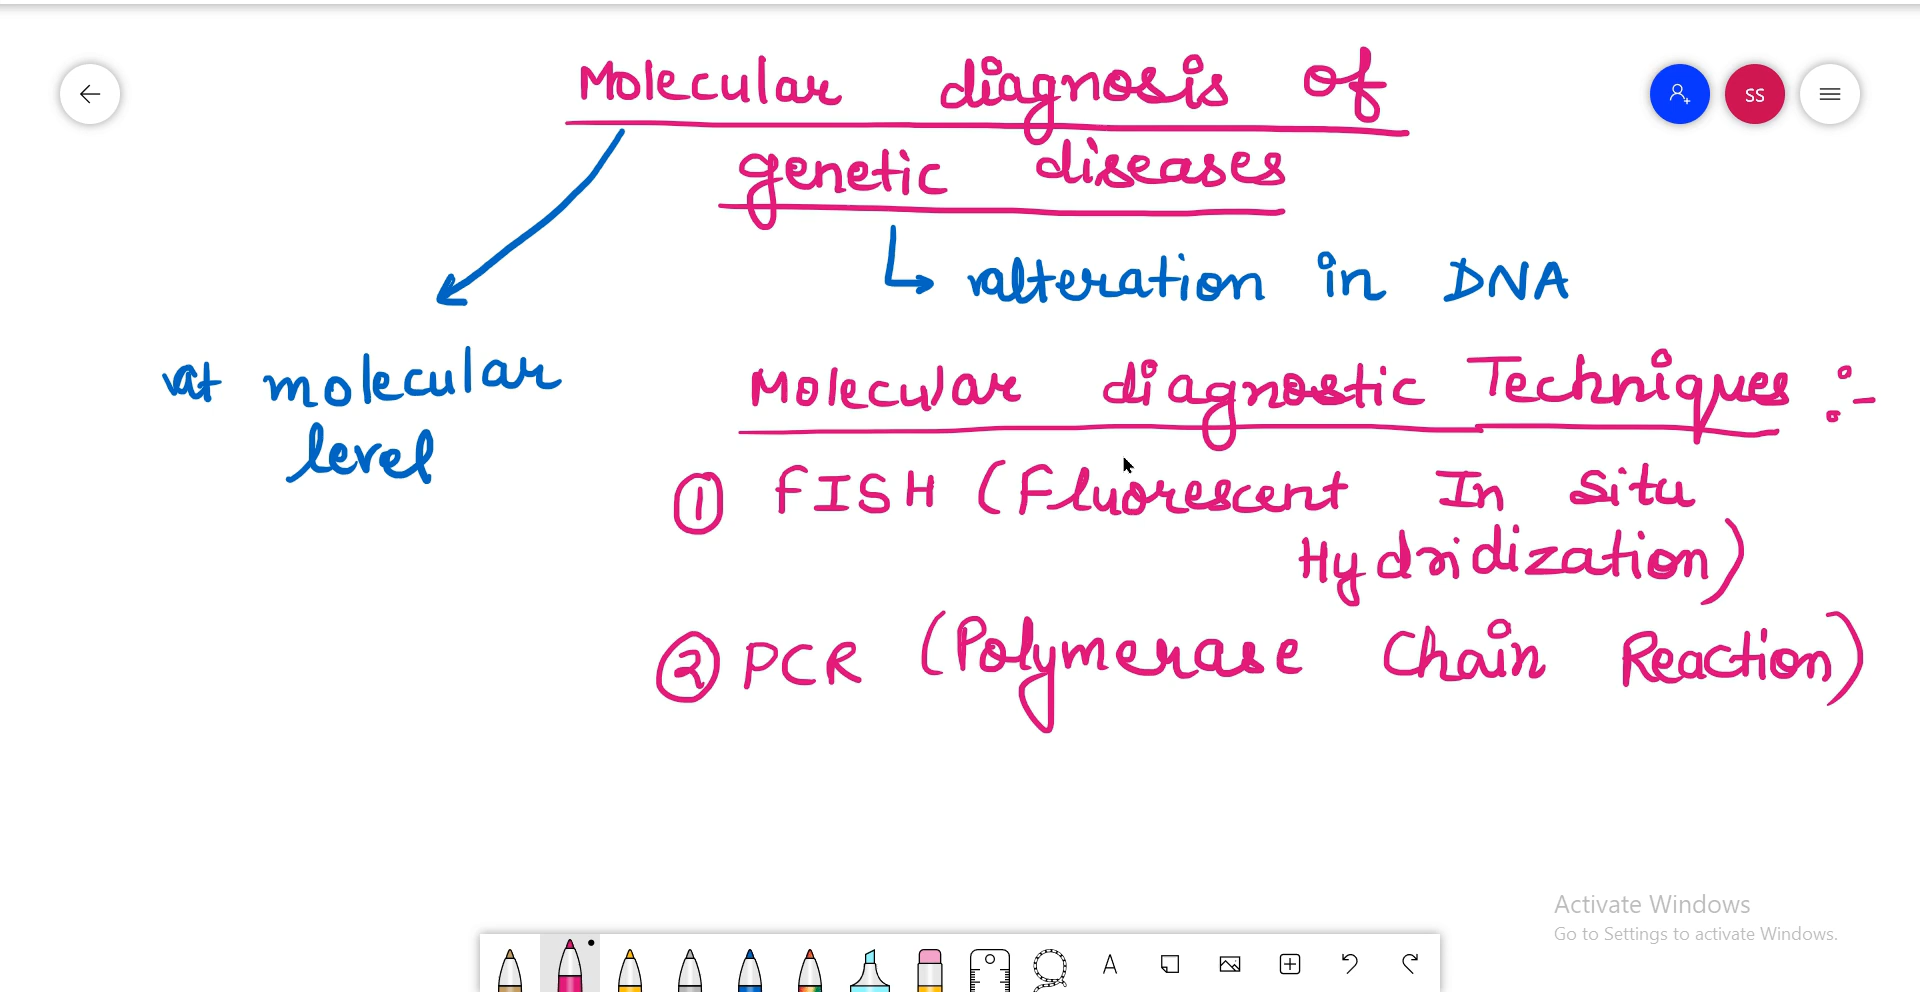 Molecular diagnosis of
genetic diseases
SS
alteration in DNA
at molecular
level
Molecular diagnostic Techniques :-
① FISH (Fluorescent In Situ
Hydridization)
② PCR (Polymerase Chain Reaction)
Activate Windows
Go to Settings to activate Windows.
A